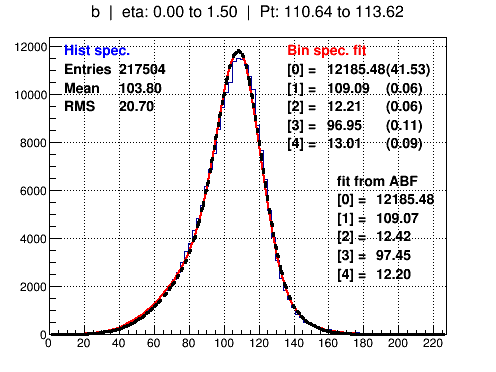 b | eta: 0.00 to 1.50 | Pt: 110.64 to 113.62
Hist spec.
Entries 217504
Mean 103.80
RMS 20.70
Bin spec. fit
[0] = 12185.48(41.53)
[1] = 109.09 (0.06)
[2] = 12.21 (0.06)
[3] = 96.95 (0.11)
[4] = 13.01 (0.09)
fit from ABF
[0] = 12185.48
[1] = 109.07
[2] = 12.42
[3] = 97.45
[4] = 12.20
12000
10000
8000
6000
4000
2000
0
0 20 40 60 80 100 120 140 160 180 200 220